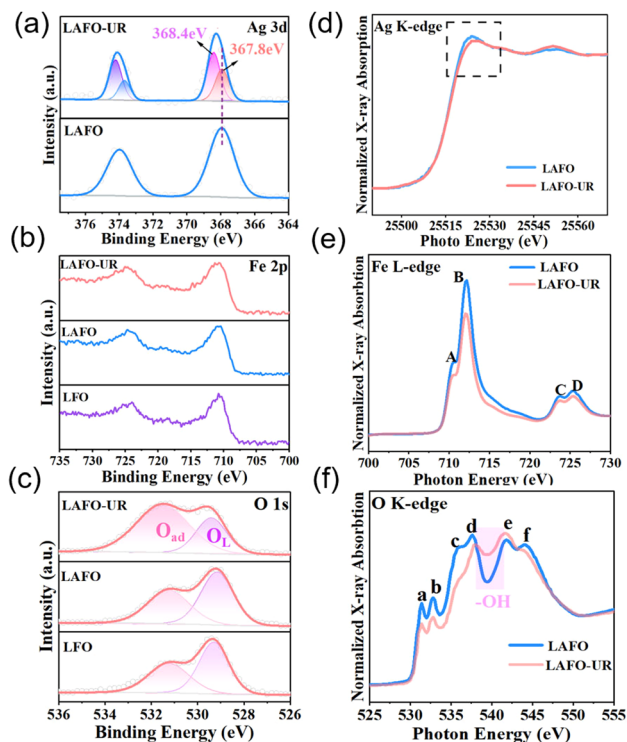 (a)
LAFO-UR
Ag 3d
368.4eV
367.8eV
LAFO
Intensity (a.u.)
376 374 372 370 368 366 364
Binding Energy (eV)
(b)
LAFO-UR
Fe 2p
LAFO
LFO
Intensity (a.u.)
735 730 725 720 715 710 705 700
Binding Energy (eV)
(c)
LAFO-UR
O 1s
Oad
OL
LAFO
LFO
Intensity (a.u.)
536 534 532 530 528 526
Binding Energy (eV)
(d)
Ag K-edge
LAFO
LAFO-UR
Normalized X-ray Absorption
25500 25515 25530 25545 25560
Photo Energy (eV)
(e)
Fe L-edge
LAFO
LAFO-UR
A
B
C
D
Normalized X-ray Absorbtion
700 705 710 715 720 725 730
Photon Energy (eV)
(f)
O K-edge
a
b
c
d
e
f
-OH
LAFO
LAFO-UR
Normalized X-ray Absorbtion
525 530 535 540 545 550 555
Photon Energy (eV)